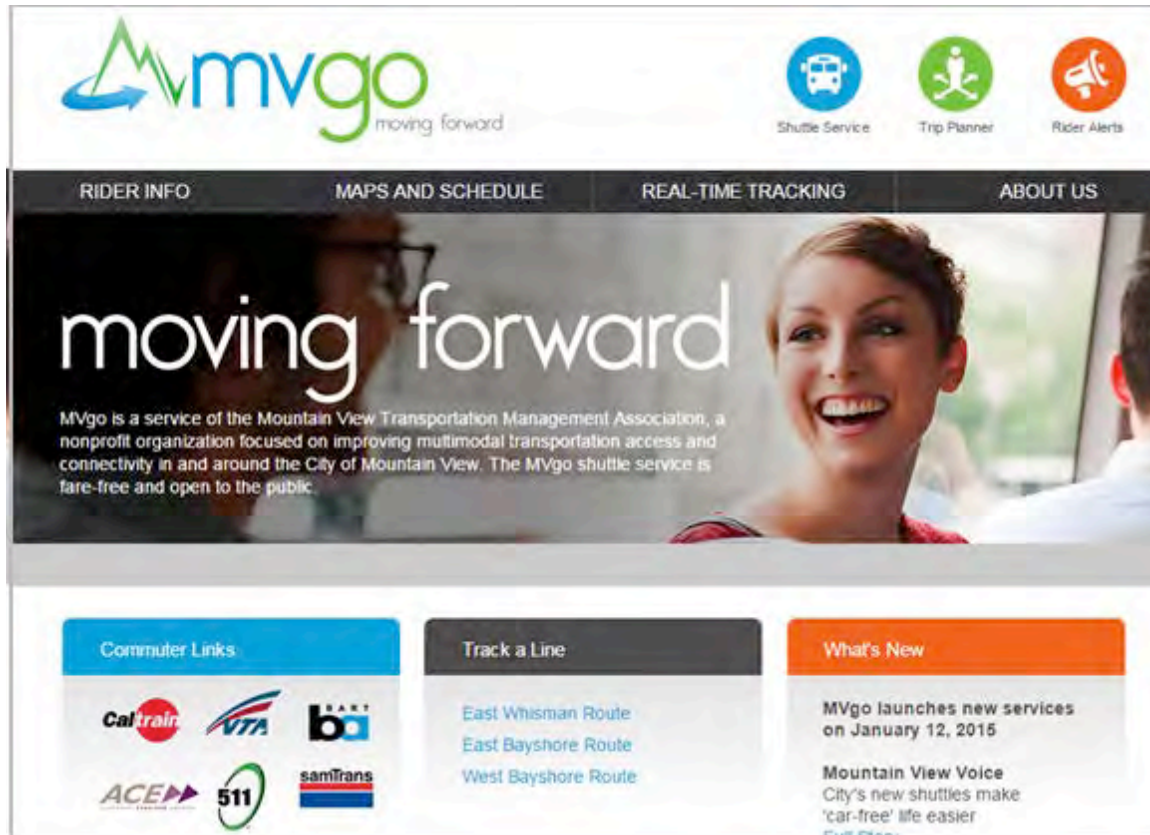 mvgo
moving forward
Shuttle Service
Trip Planner
Rider Alerts
RIDER INFO
MAPS AND SCHEDULE
REAL-TIME TRACKING
ABOUT US
moving forward
MVgo is a service of the Mountain View Transportation Management Association, a
nonprofit organization focused on improving multimodal transportation access and
connectivity in and around the City of Mountain View. The MVgo shuttle service is
fare-free and open to the public.
Commuter Links
Caltrain
VTA
BART
ba
ACE
511
samTrans
Track a Line
East Whisman Route
East Bayshore Route
West Bayshore Route
What's New
MVgo launches new services
on January 12, 2015
Mountain View Voice
City's new shuttles make
'car-free' life easier
Full Story